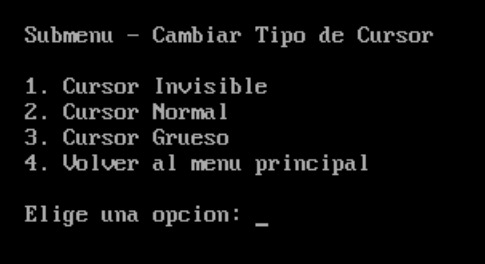 Submenu - Cambiar Tipo de Cursor
1. Cursor Invisible
2. Cursor Normal
3. Cursor Grueso
4. Volver al menu principal
Elige una opcion: _